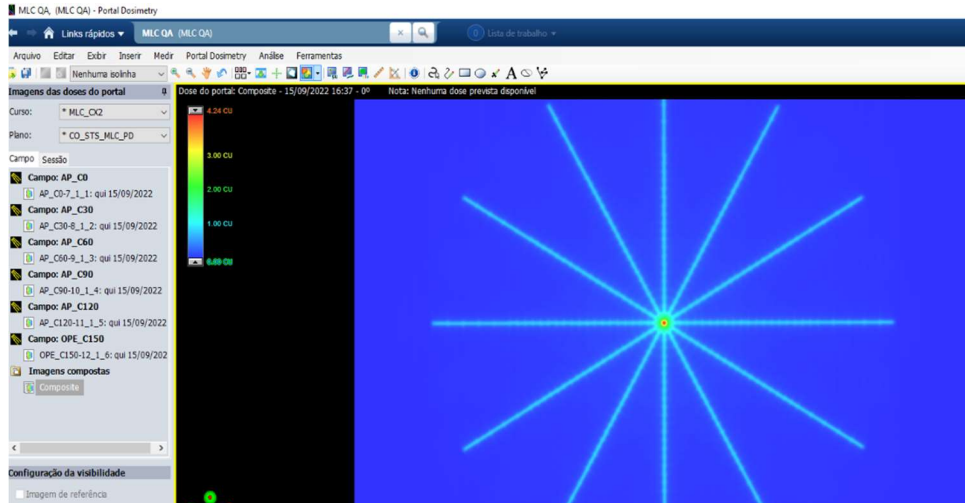 MLC QA, (MLC QA) - Portal Dosimetry
Links rápidos MLC QA (MLC QA) Lista de trabalho
Arquivo Editar Exibir Inserir Medir Portal Dosimetry Análise Ferramentas
Nenhuma isolinha
Imagens das doses do portal
Dose do portal: Composite - 15/09/2022 16:37 - 0º Nota: Nenhuma dose prevista disponível
Curso: * MLC_CX2
Plano: * CO_STS_MLC_PD
Campo Sessão
Campo: AP_C0
AP_C0-7_1_1: qui 15/09/2022
Campo: AP_C30
AP_C30-8_1_2: qui 15/09/2022
Campo: AP_C60
AP_C60-9_1_3: qui 15/09/2022
Campo: AP_C90
AP_C90-10_1_4: qui 15/09/2022
Campo: AP_C120
AP_C120-11_1_5: qui 15/09/2022
Campo: OPE_C150
OPE_C150-12_1_6: qui 15/09/202
Imagens compostas
Composite
Configuração da visibilidade
Imagem de referência
4.24 CU
3.00 CU
2.00 CU
1.00 CU